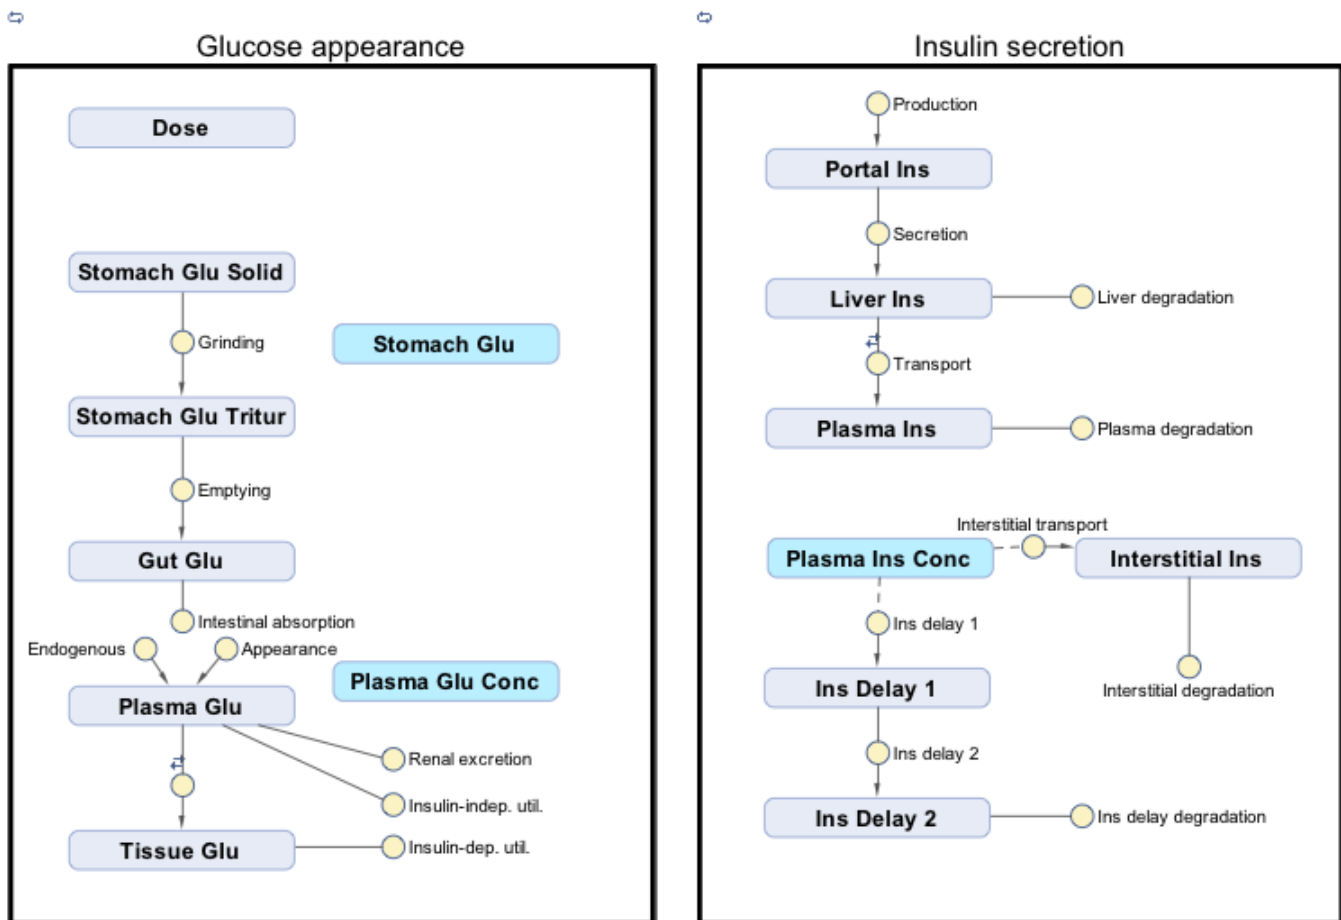 Glucose appearance
Dose
Stomach Glu Solid
Grinding
Stomach Glu
Stomach Glu Tritur
Emptying
Gut Glu
Intestinal absorption
Endogenous
Appearance
Plasma Glu Conc
Plasma Glu
Renal excretion
Insulin-indep. util.
Tissue Glu
Insulin-dep. util.
Insulin secretion
Production
Portal Ins
Secretion
Liver Ins
Liver degradation
Transport
Plasma Ins
Plasma degradation
Interstitial transport
Plasma Ins Conc
Interstitial Ins
Ins delay 1
Ins Delay 1
Interstitial degradation
Ins delay 2
Ins Delay 2
Ins delay degradation